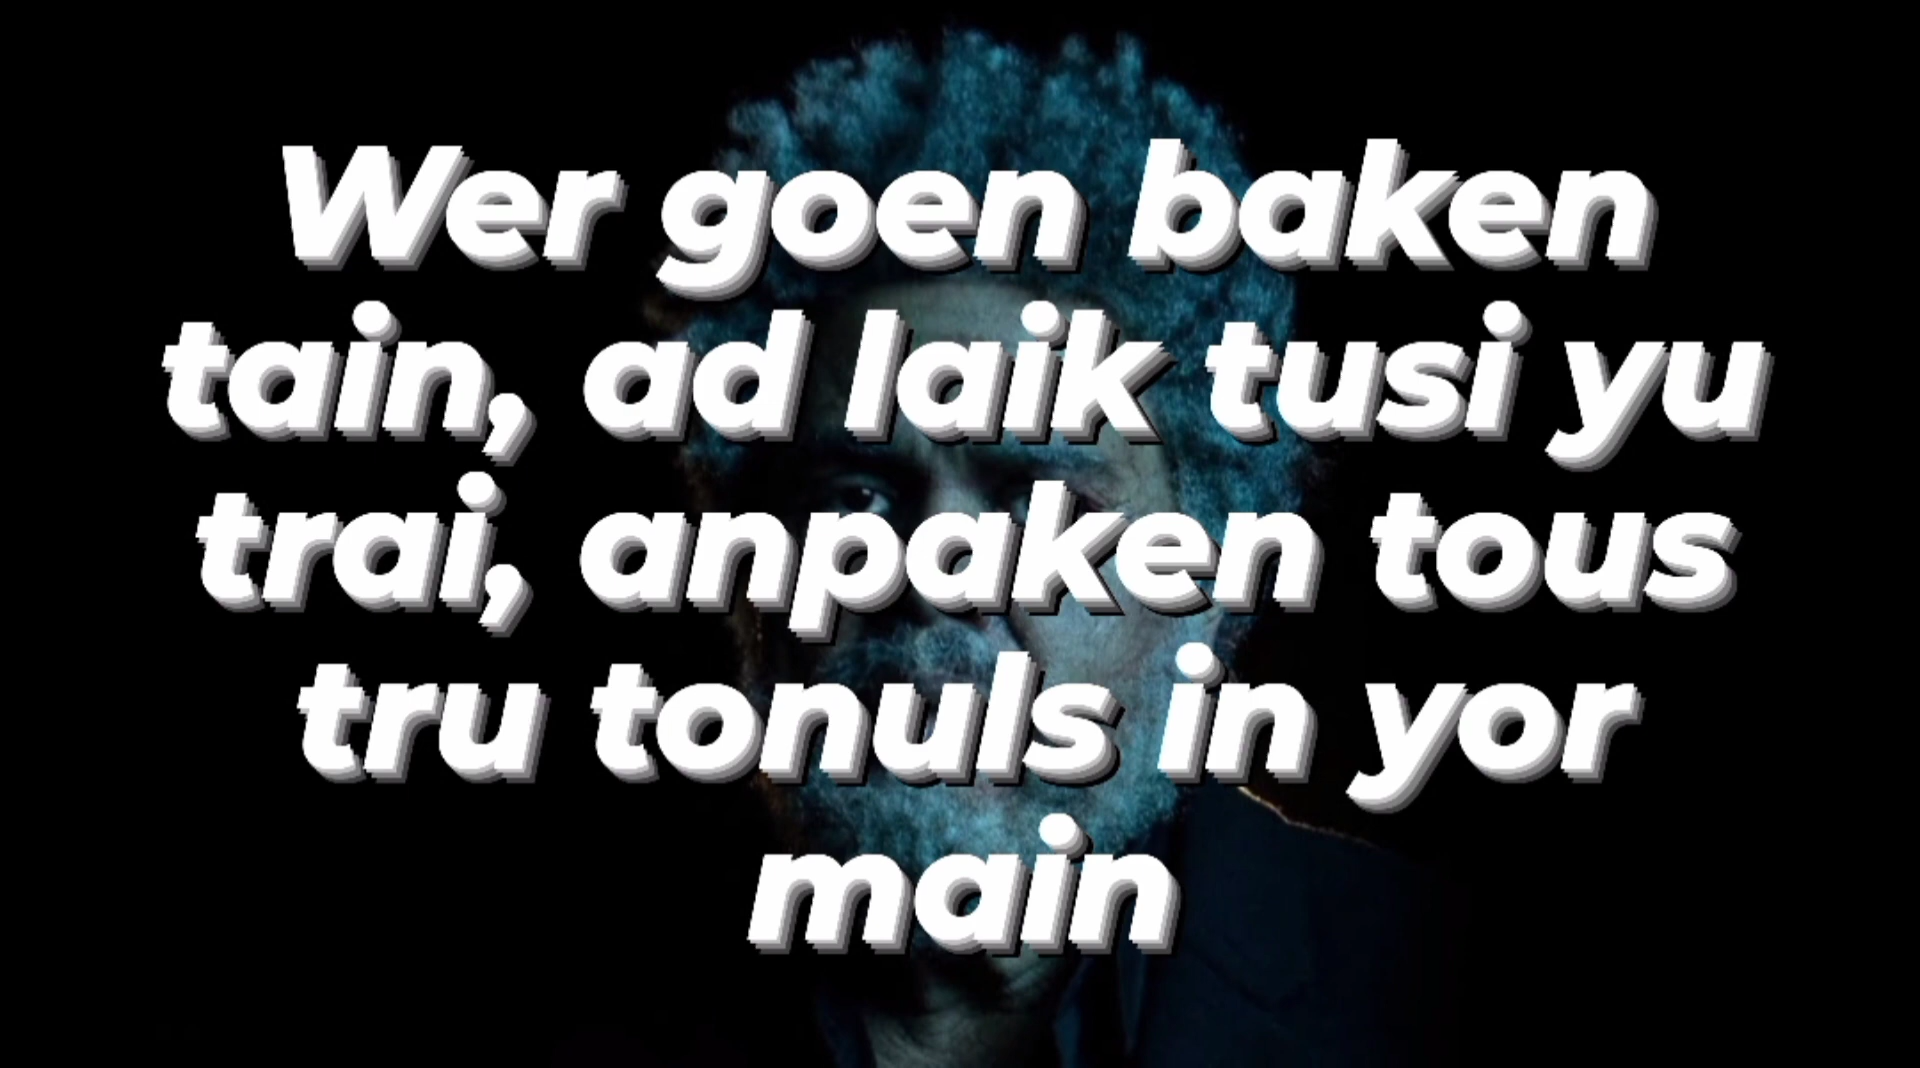 Wer goen baken
tain, ad laik tusi yu
trai, anpaken tous
tru tonuls in yor
main